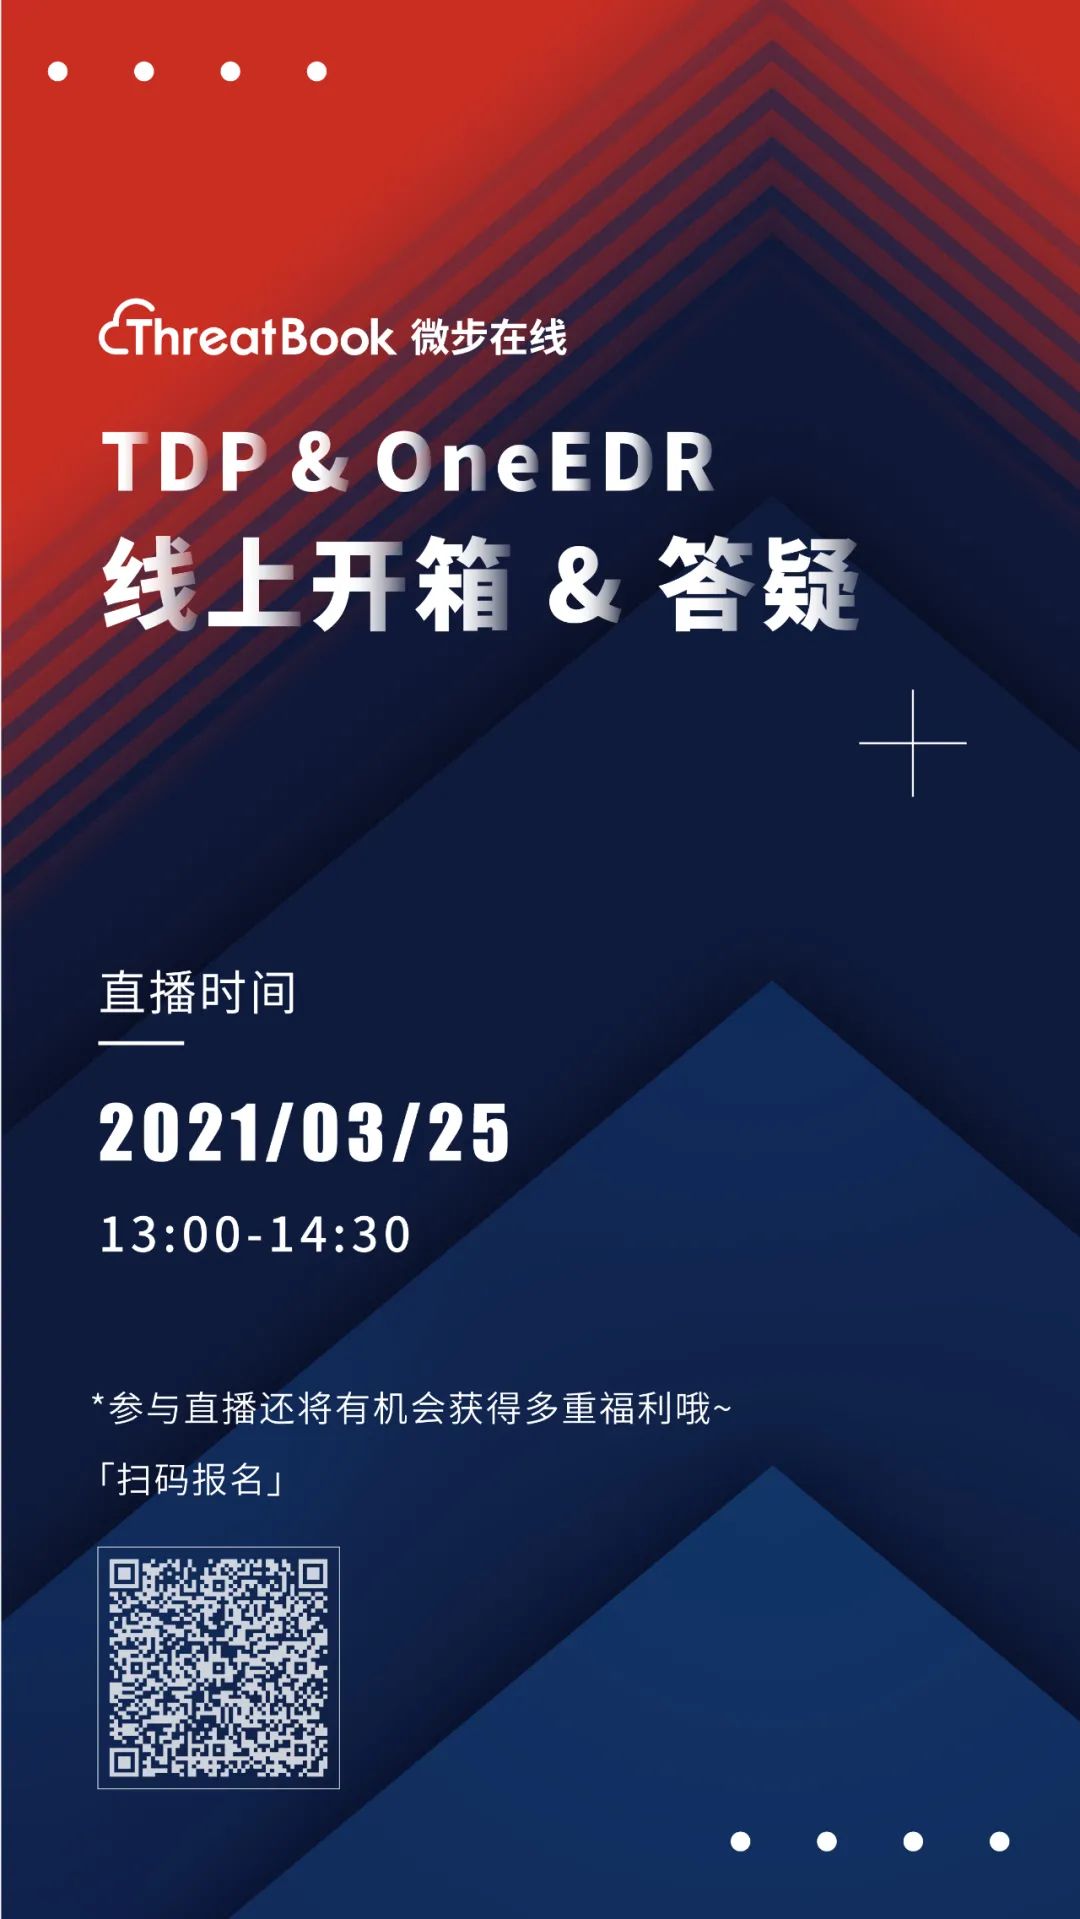 ThreatBook 微步在线
TDP & OneEDR
线上开箱 & 答疑
直播时间
2021/03/25
13:00-14:30
*参与直播还将有机会获得多重福利哦~
「扫码报名」